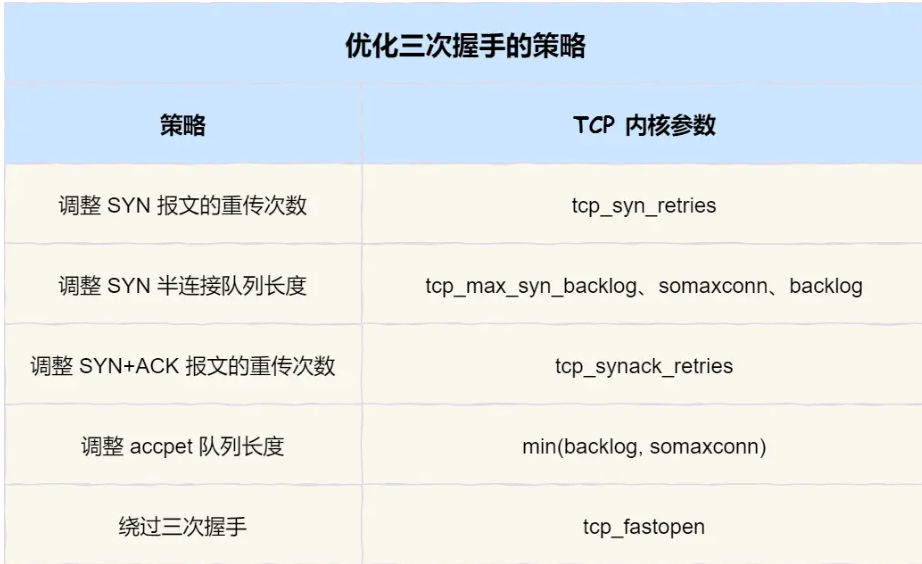 优化三次握手的策略
策略
TCP 内核参数
调整 SYN 报文的重传次数
tcp_syn_retries
调整 SYN 半连接队列长度
tcp_max_syn_backlog、somaxconn、backlog
调整 SYN+ACK 报文的重传次数
tcp_synack_retries
调整 accpet 队列长度
min(backlog, somaxconn)
绕过三次握手
tcp_fastopen